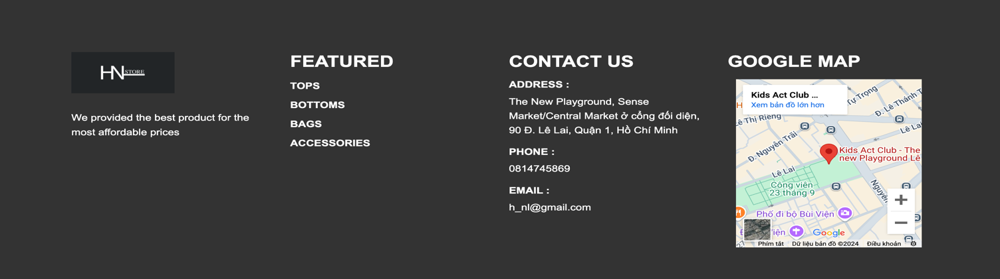 HN STORE
We provided the best product for the
most affordable prices
FEATURED
TOPS
BOTTOMS
BAGS
ACCESSORIES
CONTACT US
ADDRESS :
The New Playground, Sense
Market/Central Market ở cổng đối diện,
90 Đ. Lê Lai, Quận 1, Hồ Chí Minh
PHONE :
0814745869
EMAIL :
h_nl@gmail.com
GOOGLE MAP
Kids Act Club ...
Xem bản đồ lớn hơn
Tự Trọng
Đ. Lê Thánh T
Lê Thị Riêng
Lê La
Đ. Nguyễn Trãi
Kids Act Club - The
new Playground Lê
Lê Lai
Công viên
23 tháng 9
Nguyễn
Phố đi bộ Bùi Viện
Viện
Google
Phím tắt
Dữ liệu bản đồ ©2024
Điều khoản